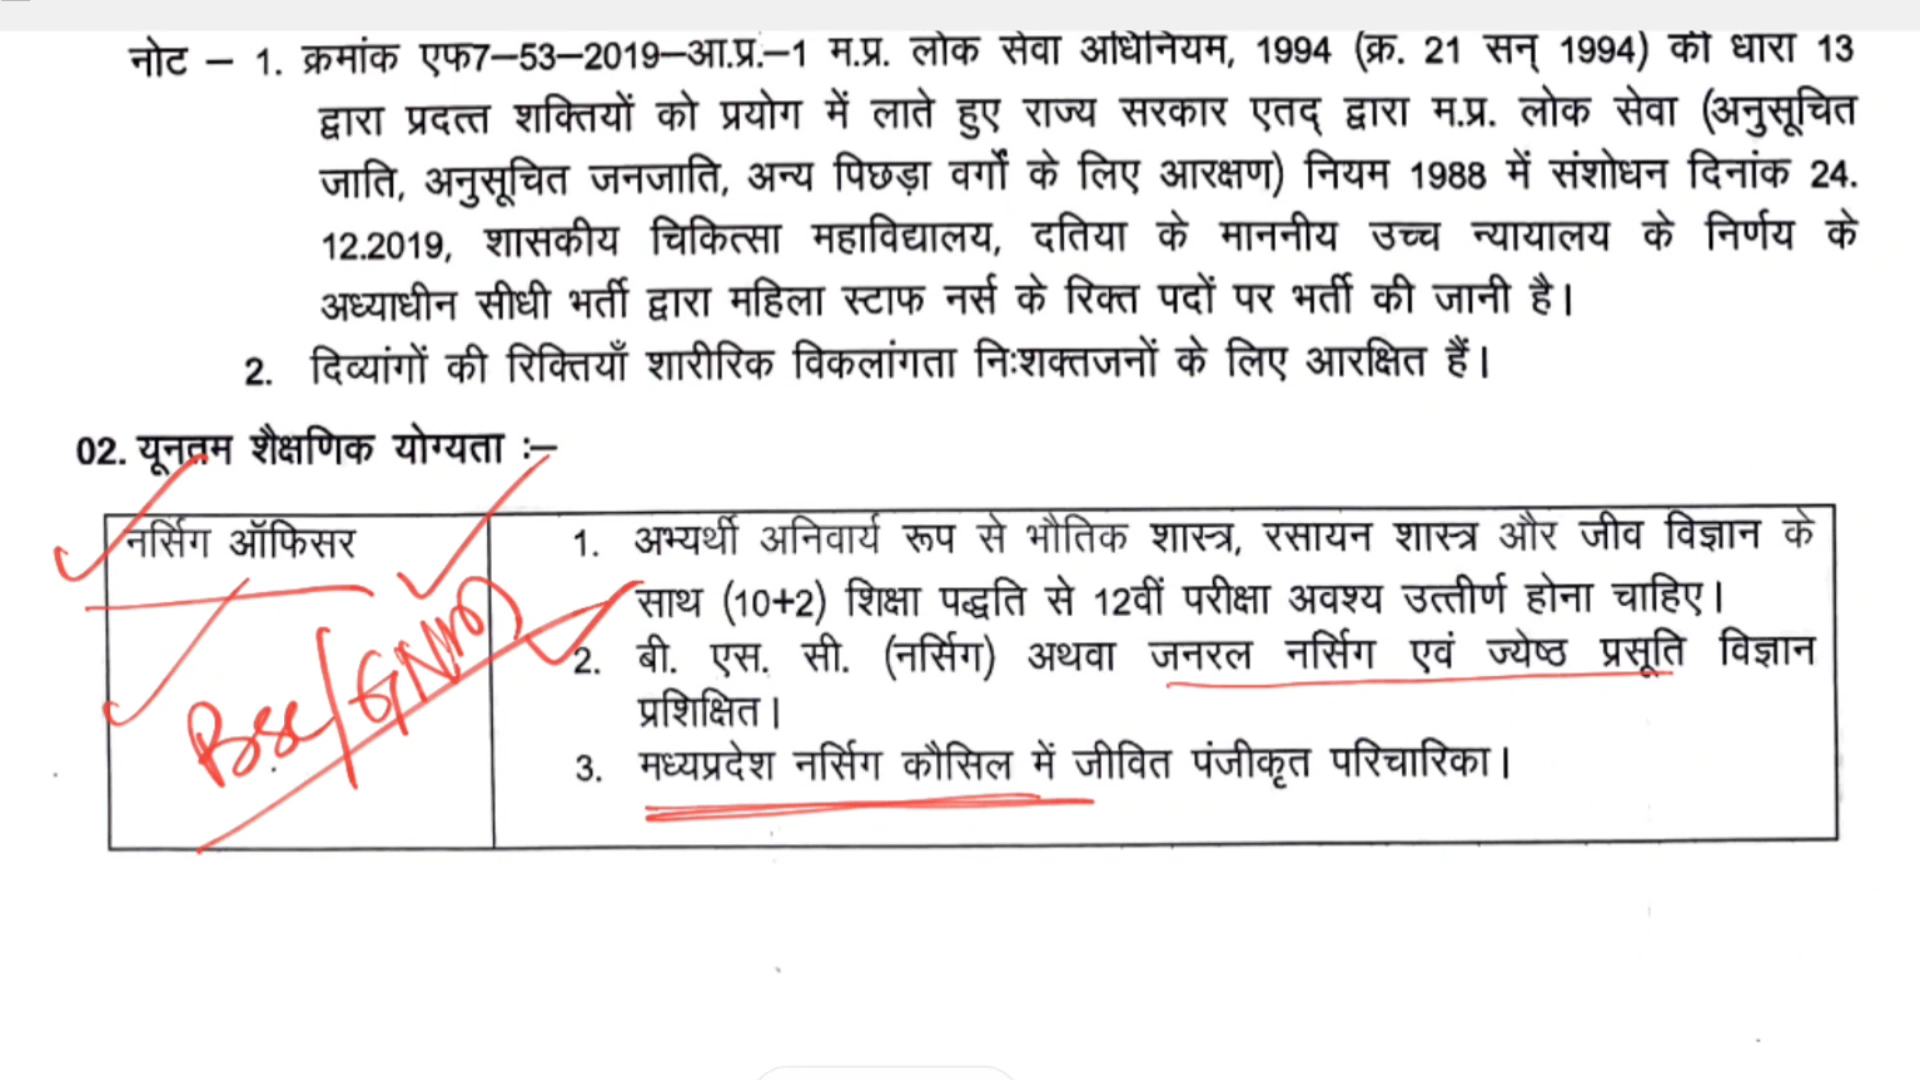 नोट – 1. क्रमांक एफ7–53–2019–आ.प्र.–1 म.प्र. लोक सेवा अधिनियम, 1994 (क्र. 21 सन् 1994) की धारा 13
द्वारा प्रदत्त शक्तियों को प्रयोग में लाते हुए राज्य सरकार एतद् द्वारा म.प्र. लोक सेवा (अनुसूचित
जाति, अनुसूचित जनजाति, अन्य पिछड़ा वर्गों के लिए आरक्षण) नियम 1988 में संशोधन दिनांक 24.
12.2019, शासकीय चिकित्सा महाविद्यालय, दतिया के माननीय उच्च न्यायालय के निर्णय के
अध्याधीन सीधी भर्ती द्वारा महिला स्टाफ नर्स के रिक्त पदों पर भर्ती की जानी है।
2. दिव्यांगों की रिक्तियाँ शारीरिक विकलांगता निःशक्तजनों के लिए आरक्षित हैं।
02. यूनतम शैक्षणिक योग्यता :–
नर्सिग ऑफिसर
Bsc/GNM
1. अभ्यर्थी अनिवार्य रूप से भौतिक शास्त्र, रसायन शास्त्र और जीव विज्ञान के
साथ (10+2) शिक्षा पद्धति से 12वीं परीक्षा अवश्य उत्तीर्ण होना चाहिए।
2. बी. एस. सी. (नर्सिग) अथवा जनरल नर्सिग एवं ज्येष्ठ प्रसूति विज्ञान
प्रशिक्षित।
3. मध्यप्रदेश नर्सिग कौसिल में जीवित पंजीकृत परिचारिका।